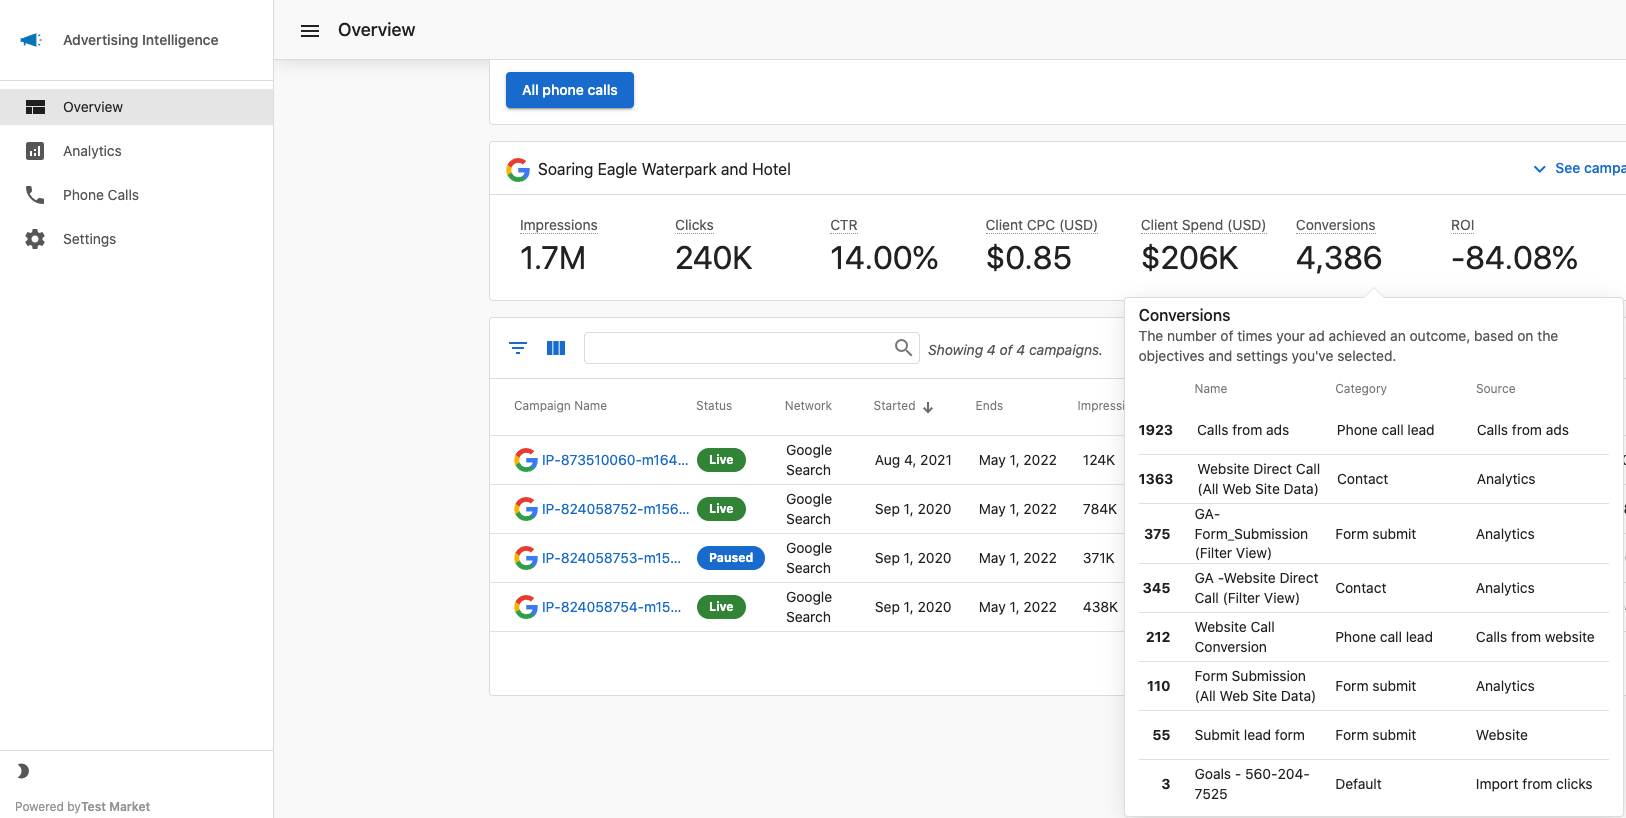 Advertising Intelligence
Overview
Overview
Analytics
Phone Calls
Settings
Powered by Test Market
All phone calls
Soaring Eagle Waterpark and Hotel
See campa
Impressions Clicks CTR Client CPC (USD) Client Spend (USD) Conversions ROI
1.7M 240K 14.00% $0.85 $206K 4,386 -84.08%
Showing 4 of 4 campaigns.
Campaign Name Status Network Started Ends Impressi
IP-873510060-m164... Live Google Search Aug 4, 2021 May 1, 2022 124K
IP-824058752-m156... Live Google Search Sep 1, 2020 May 1, 2022 784K
IP-824058753-m15... Paused Google Search Sep 1, 2020 May 1, 2022 371K
IP-824058754-m15... Live Google Search Sep 1, 2020 May 1, 2022 438K
Conversions
The number of times your ad achieved an outcome, based on the
objectives and settings you've selected.
Name Category Source
1923 Calls from ads Phone call lead Calls from ads
1363 Website Direct Call (All Web Site Data) Contact Analytics
375 GA-Form_Submission (Filter View) Form submit Analytics
345 GA -Website Direct Call (Filter View) Contact Analytics
212 Website Call Conversion Phone call lead Calls from website
110 Form Submission (All Web Site Data) Form submit Analytics
55 Submit lead form Form submit Website
3 Goals - 560-204-7525 Default Import from clicks